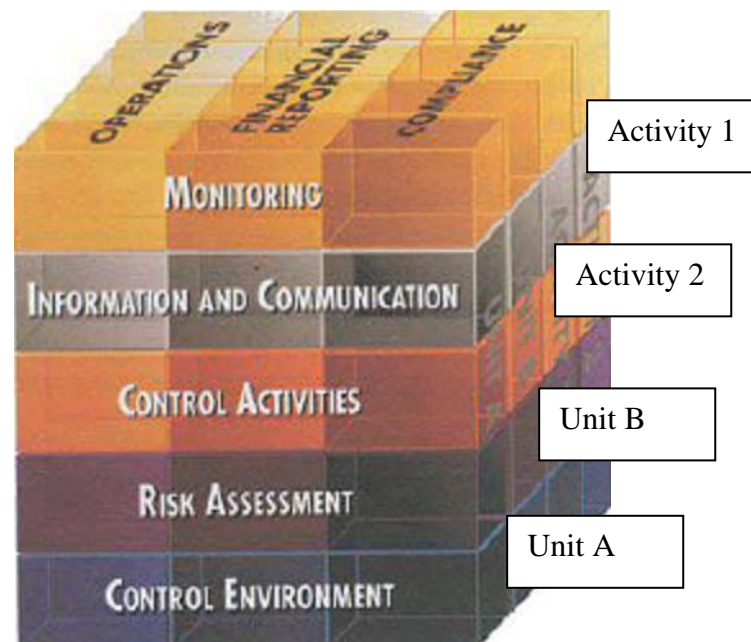 OPERATIONS
FINANCIAL
REPORTING
COMPLIANCE
Activity 1
MONITORING
Activity 2
INFORMATION AND COMMUNICATION
CONTROL ACTIVITIES
Unit B
RISK ASSESSMENT
Unit A
CONTROL ENVIRONMENT